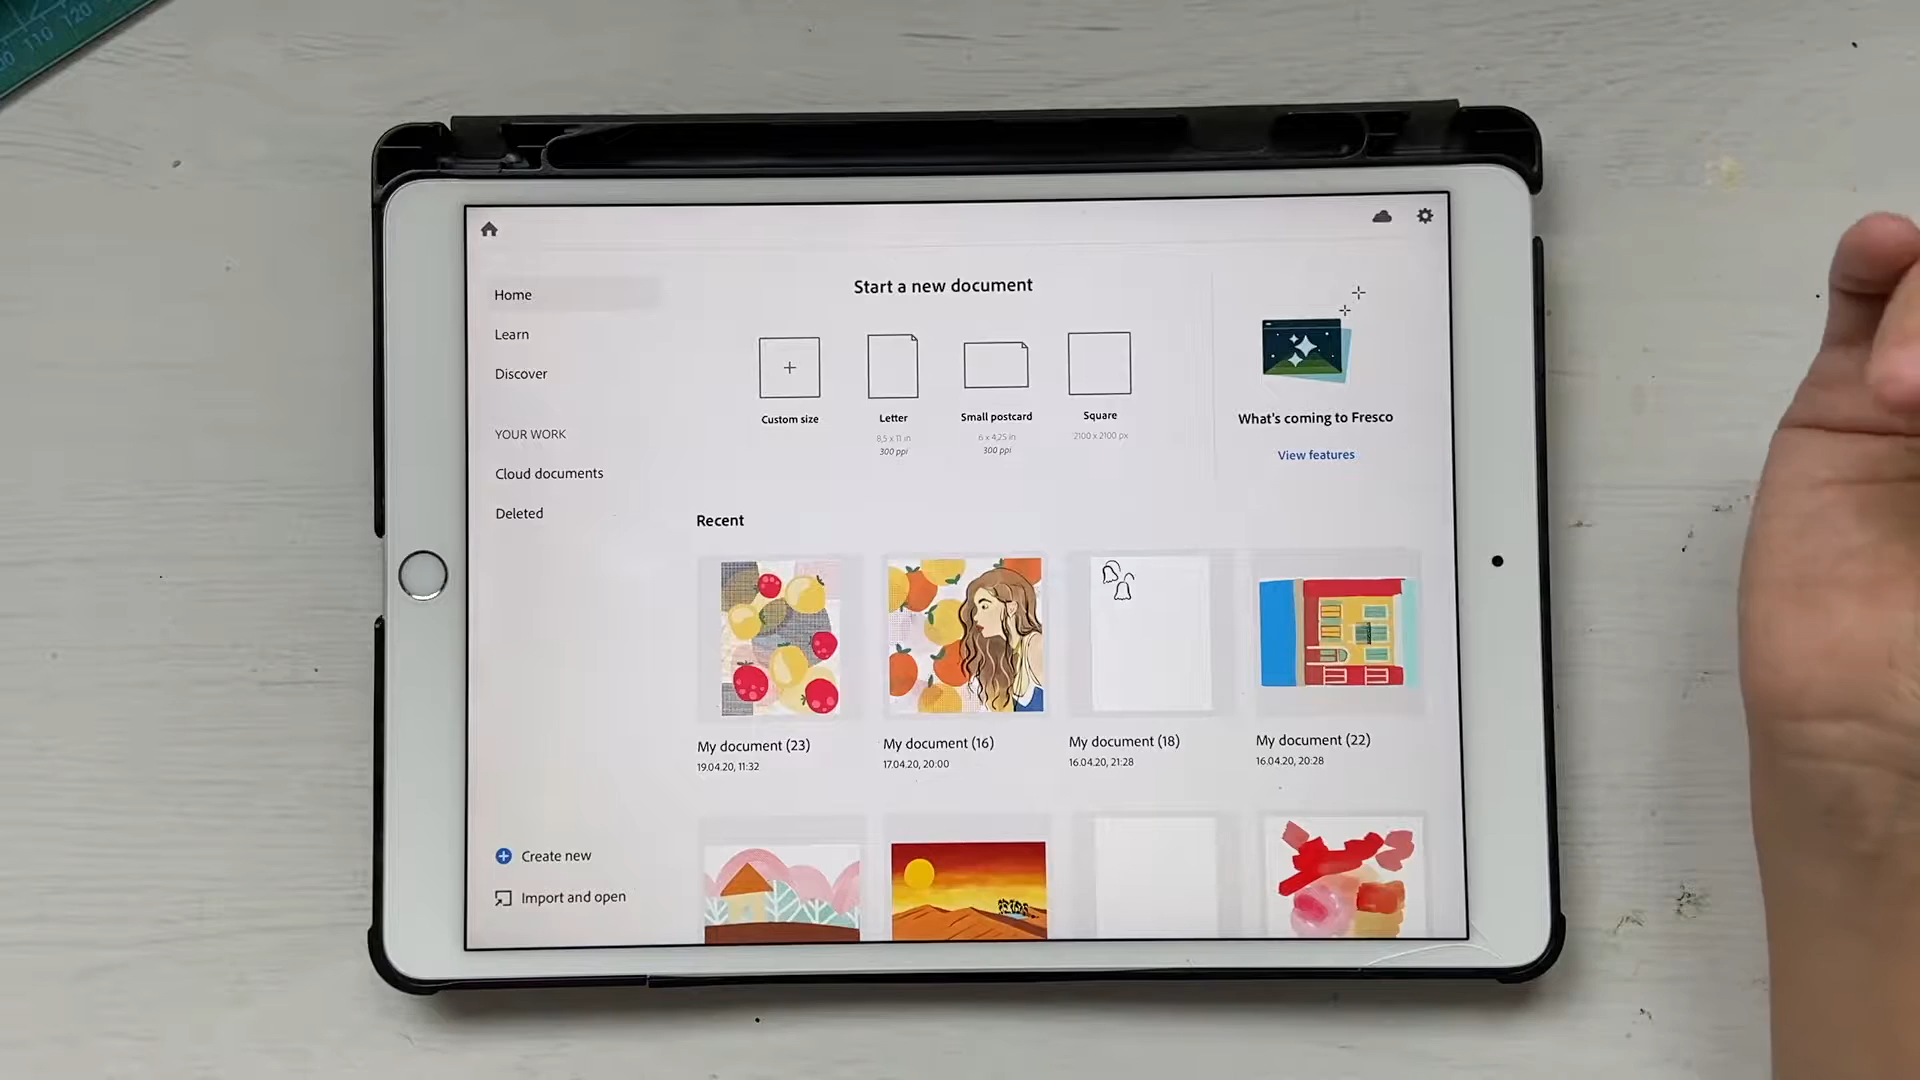 110
120
Home
Learn
Discover
YOUR WORK
Cloud documents
Deleted
Create new
Import and open
Start a new document
Custom size
Letter
8,5 x 11 in
300 ppi
Small postcard
6 x 4,25 in
300 ppi
Square
2100 x 2100 px
What's coming to Fresco
View features
Recent
My document (23)
19.04.20, 11:32
My document (16)
17.04.20, 20:00
My document (18)
16.04.20, 21:28
My document (22)
16.04.20, 20:28